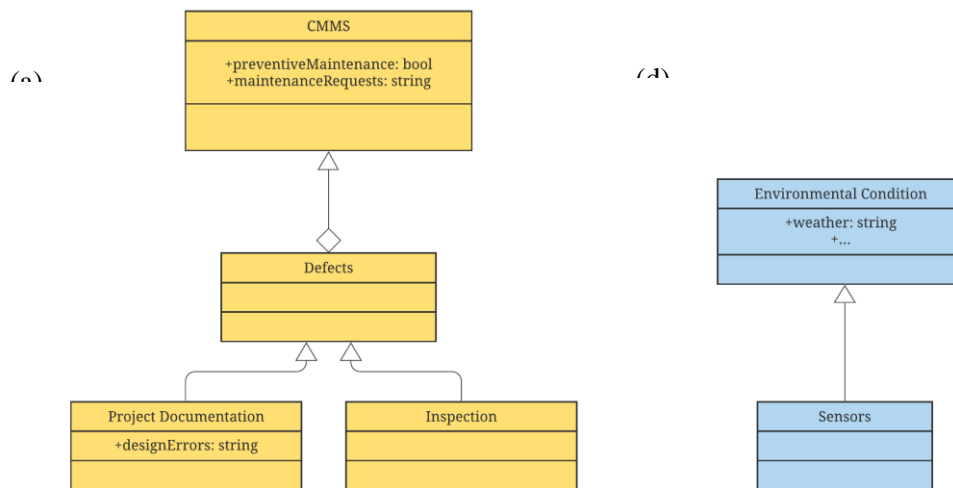 CMMS
+preventiveMaintenance: bool
+maintenanceRequests: string
(a)
(d)
Environmental Condition
+weather: string
+...
Defects
Project Documentation
+designErrors: string
Inspection
Sensors